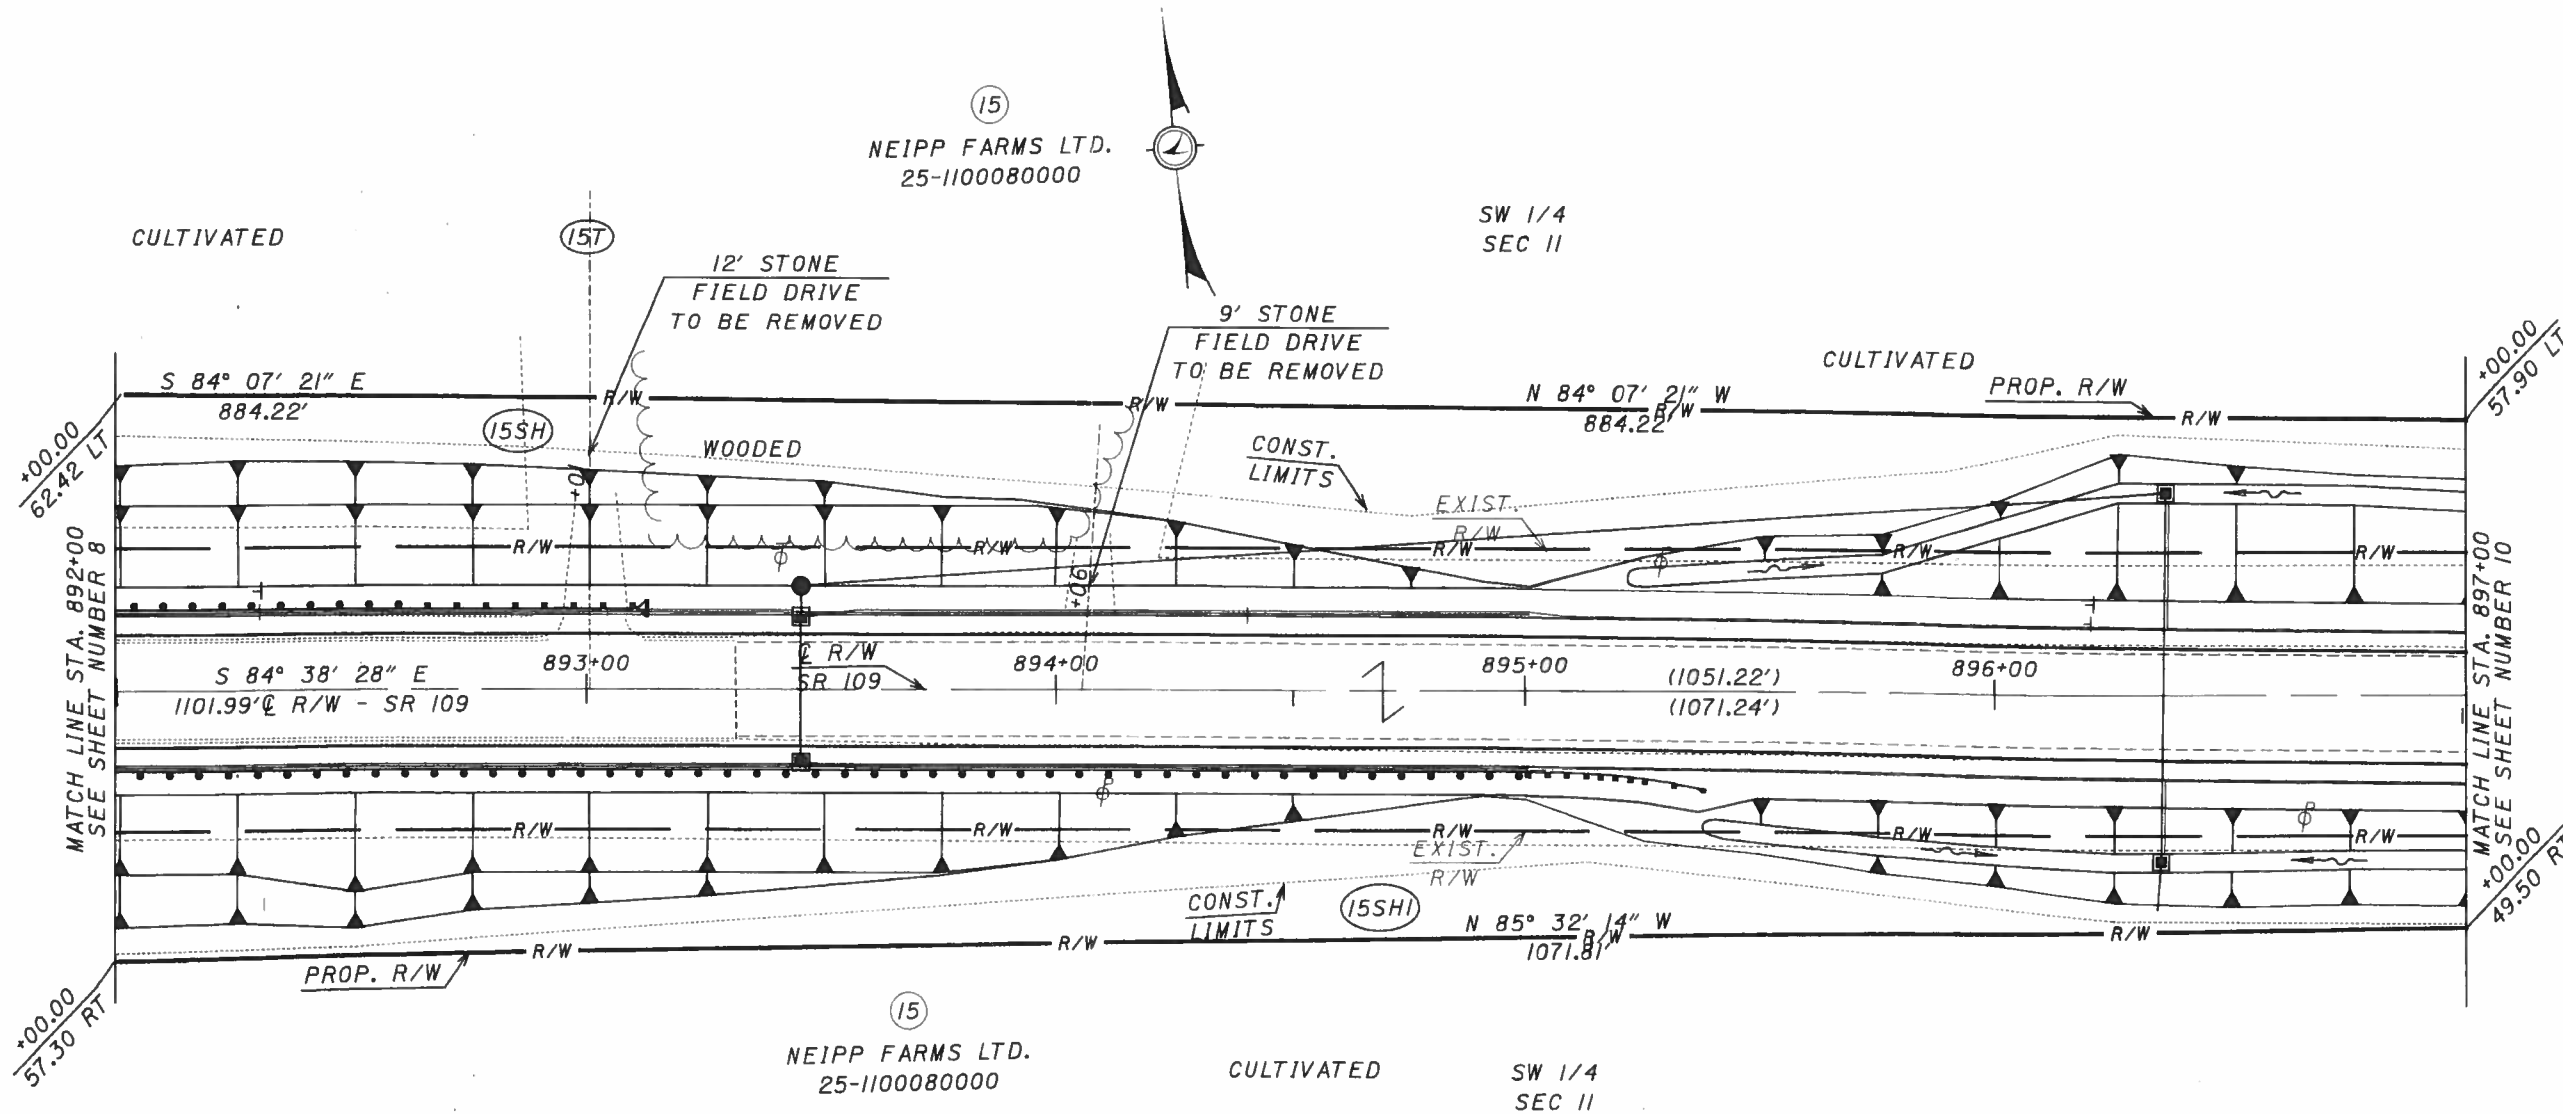 15
NEIPP FARMS LTD.
25-1100080000
SW 1/4
SEC 11
CULTIVATED
15T
12' STONE
FIELD DRIVE
TO BE REMOVED
9' STONE
FIELD DRIVE
TO BE REMOVED
CULTIVATED
+00.00
57.90 LT
S 84° 07' 21" E
884.22'
R/W
R/W
N 84° 07' 21" W
R/W
884.22'
PROP. R/W
R/W
15SH
WOODED
CONST.
LIMITS
+00.00
62.42 LT
+01
EXIST.
R/W
R/W
R/W
R/W
R/W
R/W
+06
MATCH LINE STA. 892+00
SEE SHEET NUMBER 8
893+00
℄ R/W
SR 109
894+00
895+00
896+00
S 84° 38' 28" E
1101.99' ℄ R/W - SR 109
(1051.22')
(1071.24')
MATCH LINE STA. 897+00
SEE SHEET NUMBER 10
R/W
R/W
R/W
R/W
R/W
EXIST.
R/W
CONST.
LIMITS
15SH1
N 85° 32' 14" W
R/W
1071.81'
R/W
R/W
R/W
PROP. R/W
+00.00
49.50 RT
+00.00
57.30 RT
15
NEIPP FARMS LTD.
25-1100080000
CULTIVATED
SW 1/4
SEC 11